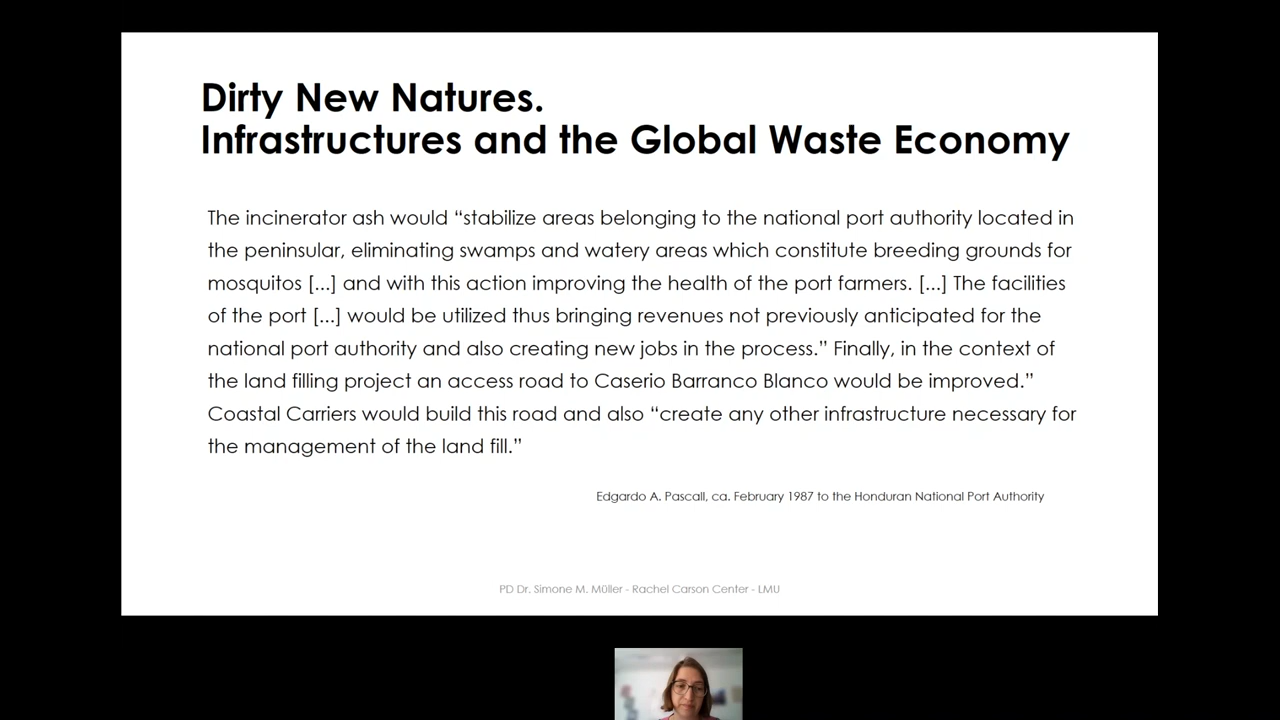 Dirty New Natures.
Infrastructures and the Global Waste Economy
The incinerator ash would “stabilize areas belonging to the national port authority located in
the peninsular, eliminating swamps and watery areas which constitute breeding grounds for
mosquitos [...] and with this action improving the health of the port farmers. [...] The facilities
of the port [...] would be utilized thus bringing revenues not previously anticipated for the
national port authority and also creating new jobs in the process.” Finally, in the context of
the land filling project an access road to Caserio Barranco Blanco would be improved.”
Coastal Carriers would build this road and also “create any other infrastructure necessary for
the management of the land fill.”
Edgardo A. Pascall, ca. February 1987 to the Honduran National Port Authority
PD Dr. Simone M. Müller - Rachel Carson Center - LMU